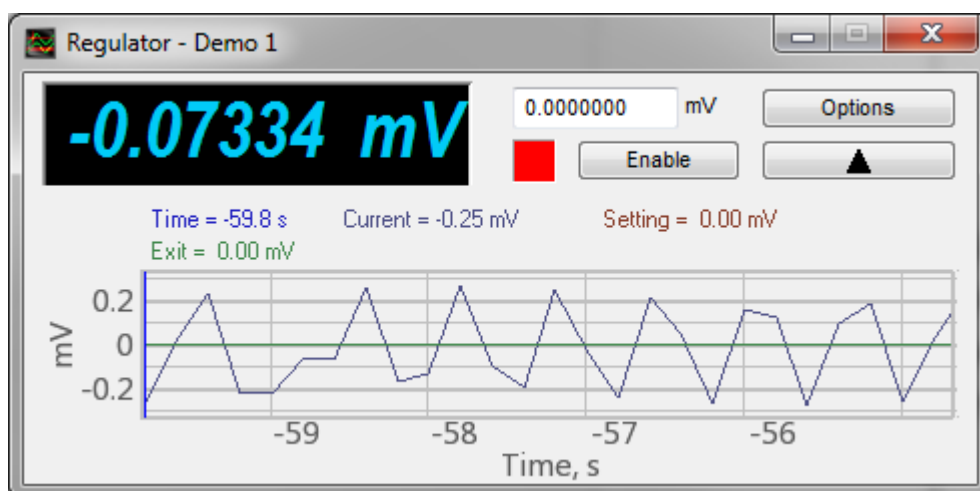 Regulator - Demo 1
-0.07334 mV
0.0000000 mV
Options
Enable
Time = -59.8 s Current = -0.25 mV Setting = 0.00 mV
Exit = 0.00 mV
mV
0.2
0
-0.2
-59 -58 -57 -56
Time, s